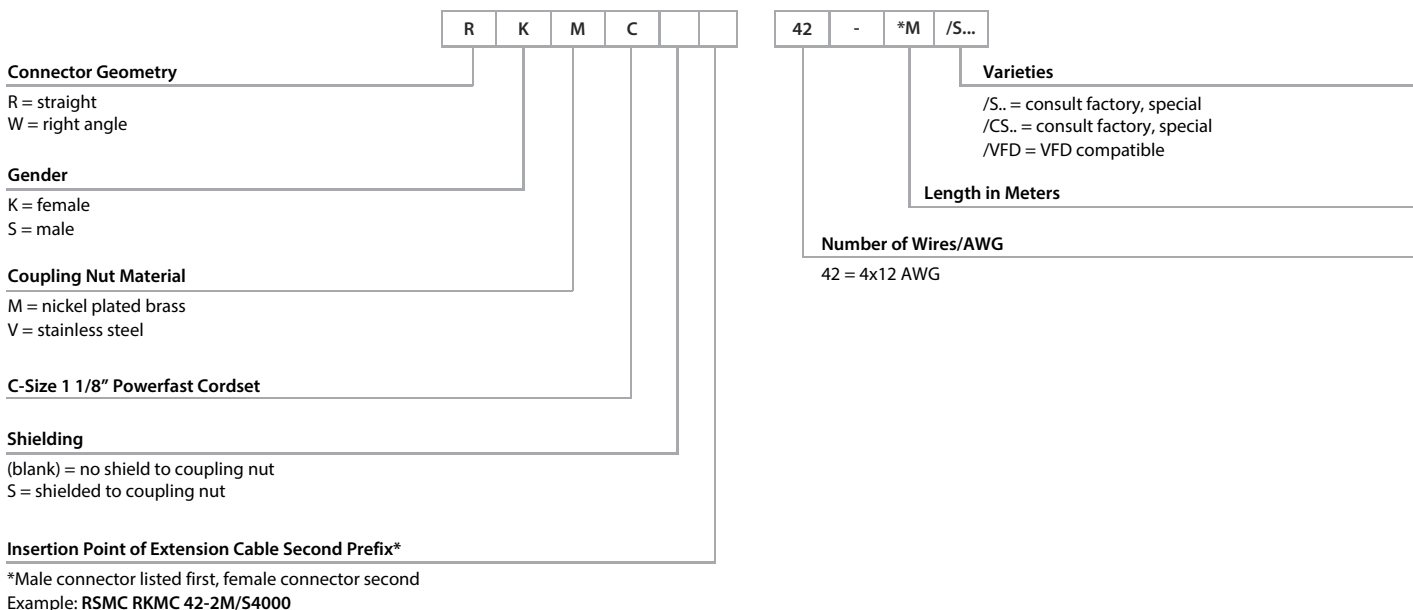 R K M C 42 - *M /S...
Connector Geometry
R = straight
W = right angle
Gender
K = female
S = male
Coupling Nut Material
M = nickel plated brass
V = stainless steel
C-Size 1 1/8” Powerfast Cordset
Shielding
(blank) = no shield to coupling nut
S = shielded to coupling nut
Insertion Point of Extension Cable Second Prefix*
*Male connector listed first, female connector second
Example: RSMC RKMC 42-2M/S4000
Varieties
/S.. = consult factory, special
/CS.. = consult factory, special
/VFD = VFD compatible
Length in Meters
Number of Wires/AWG
42 = 4x12 AWG